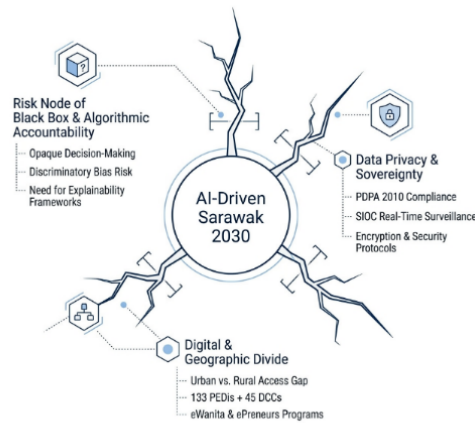 Risk Node of
Black Box & Algorithmic
Accountability
Opaque Decision-Making
Discriminatory Bias Risk
Need for Explainability
Frameworks
AI-Driven
Sarawak
2030
Data Privacy &
Sovereignty
PDPA 2010 Compliance
SIOC Real-Time Surveillance
Encryption & Security
Protocols
Digital &
Geographic Divide
Urban vs. Rural Access Gap
133 PEDis + 45 DCCs
eWanita & ePreneurs Programs